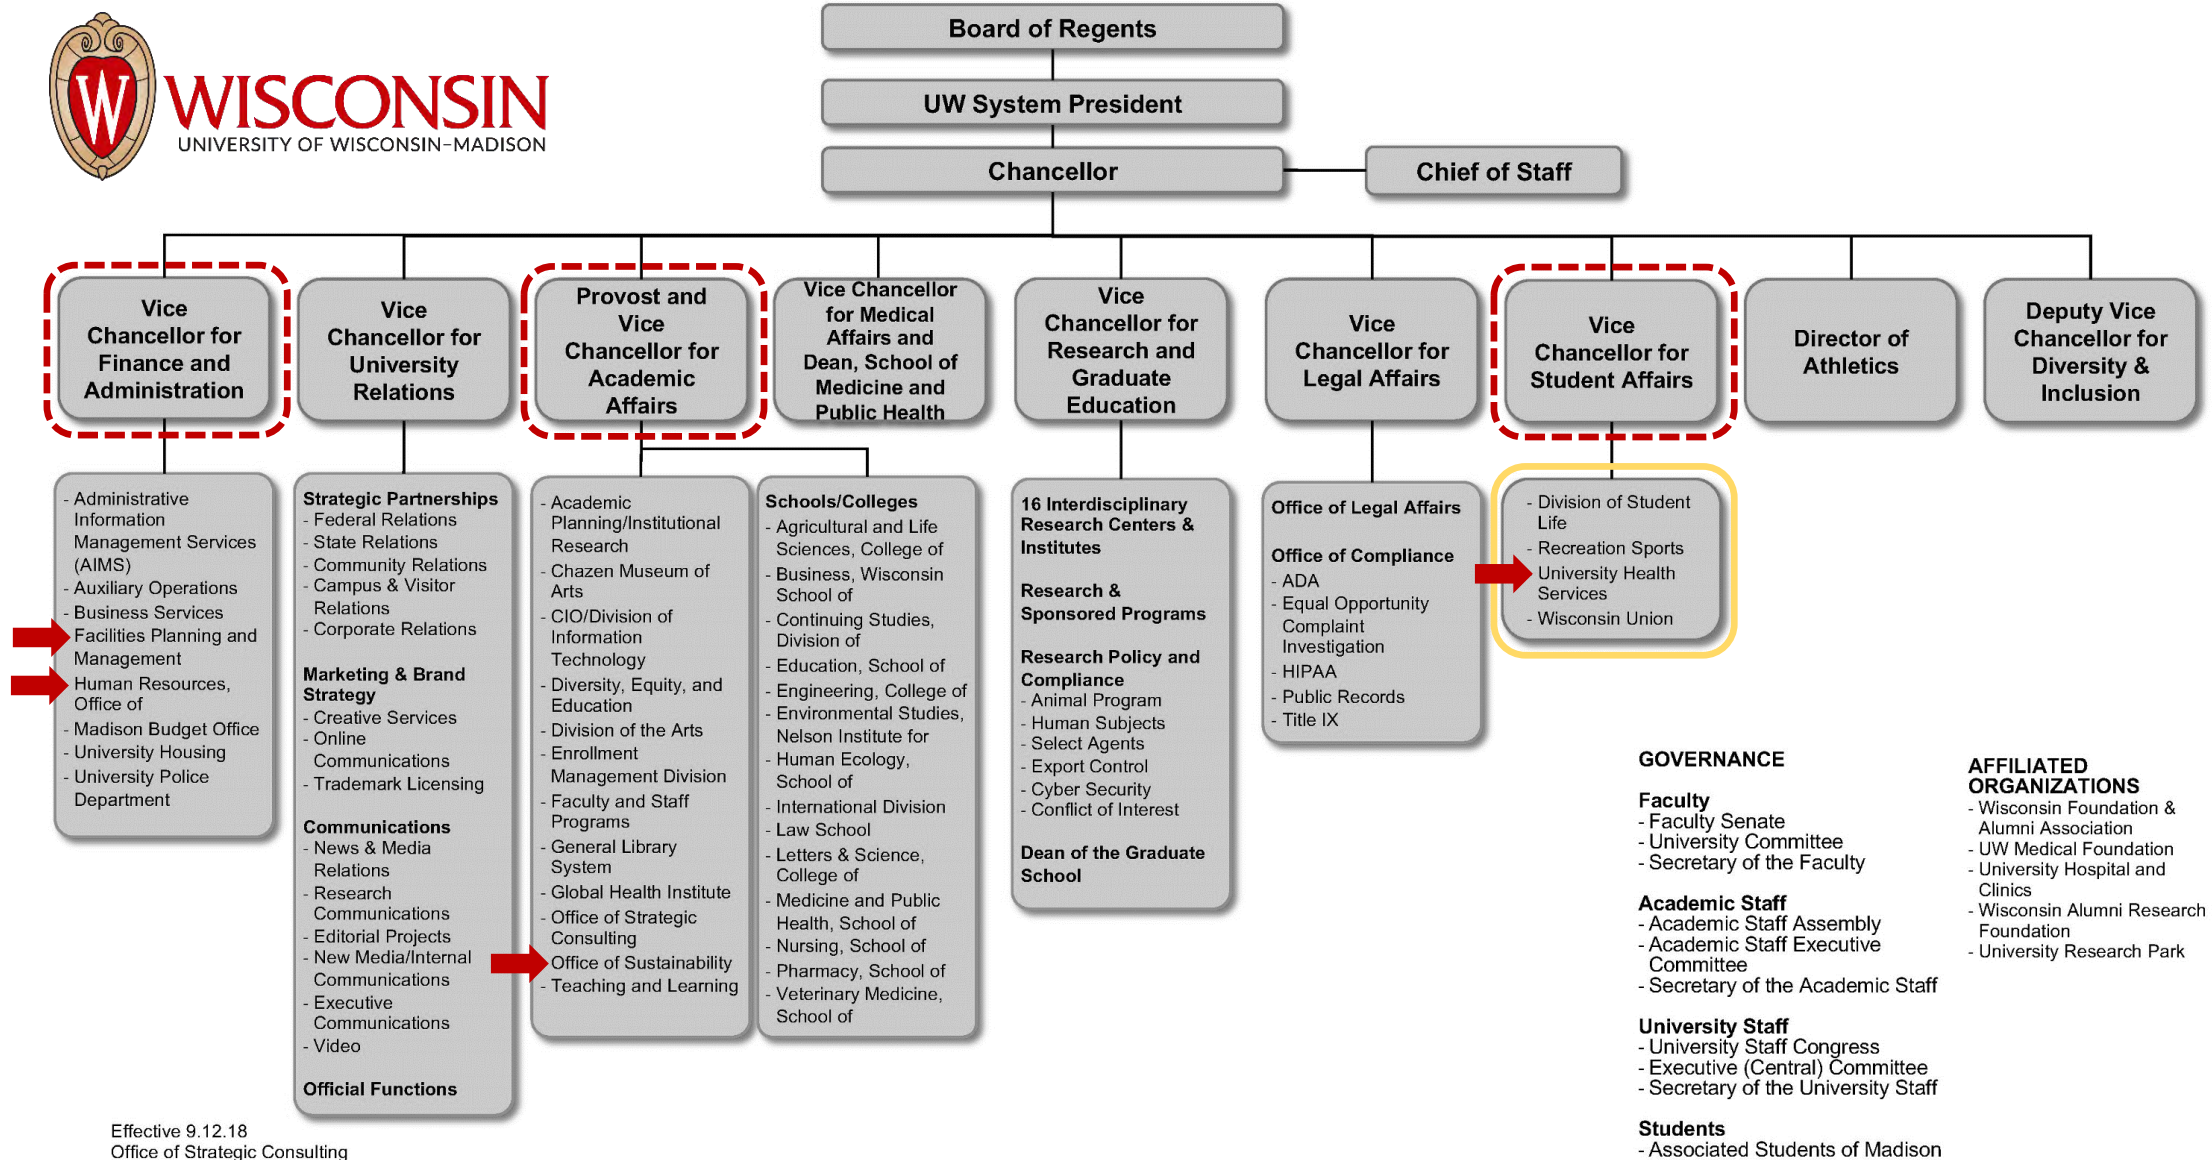 W
WISCONSIN
UNIVERSITY OF WISCONSIN–MADISON
Board of Regents
UW System President
Chancellor
Chief of Staff
Vice
Chancellor for
Finance and
Administration
Vice
Chancellor for
University
Relations
Provost and
Vice
Chancellor for
Academic
Affairs
Vice Chancellor
for Medical
Affairs and
Dean, School of
Medicine and
Public Health
Vice
Chancellor for
Research and
Graduate
Education
Vice
Chancellor for
Legal Affairs
Vice
Chancellor for
Student Affairs
Director of
Athletics
Deputy Vice
Chancellor for
Diversity &
Inclusion
- Administrative
Information
Management Services
(AIMS)
- Auxiliary Operations
- Business Services
- Facilities Planning and
Management
- Human Resources,
Office of
- Madison Budget Office
- University Housing
- University Police
Department
Strategic Partnerships
- Federal Relations
- State Relations
- Community Relations
- Campus & Visitor
Relations
- Corporate Relations
Marketing & Brand
Strategy
- Creative Services
- Online
Communications
- Trademark Licensing
Communications
- News & Media
Relations
- Research
Communications
- Editorial Projects
- New Media/Internal
Communications
- Executive
Communications
- Video
Official Functions
- Academic
Planning/Institutional
Research
- Chazen Museum of
Arts
- CIO/Division of
Information
Technology
- Diversity, Equity, and
Education
- Division of the Arts
- Enrollment
Management Division
- Faculty and Staff
Programs
- General Library
System
- Global Health Institute
- Office of Strategic
Consulting
- Office of Sustainability
- Teaching and Learning
Schools/Colleges
- Agricultural and Life
Sciences, College of
- Business, Wisconsin
School of
- Continuing Studies,
Division of
- Education, School of
- Engineering, College of
- Environmental Studies,
Nelson Institute for
- Human Ecology,
School of
- International Division
- Law School
- Letters & Science,
College of
- Medicine and Public
Health, School of
- Nursing, School of
- Pharmacy, School of
- Veterinary Medicine,
School of
16 Interdisciplinary
Research Centers &
Institutes
Research &
Sponsored Programs
Research Policy and
Compliance
- Animal Program
- Human Subjects
- Select Agents
- Export Control
- Cyber Security
- Conflict of Interest
Dean of the Graduate
School
Office of Legal Affairs
Office of Compliance
- ADA
- Equal Opportunity
Complaint
Investigation
- HIPAA
- Public Records
- Title IX
- Division of Student
Life
- Recreation Sports
- University Health
Services
- Wisconsin Union
GOVERNANCE
Faculty
- Faculty Senate
- University Committee
- Secretary of the Faculty
Academic Staff
- Academic Staff Assembly
- Academic Staff Executive
Committee
- Secretary of the Academic Staff
University Staff
- University Staff Congress
- Executive (Central) Committee
- Secretary of the University Staff
Students
- Associated Students of Madison
AFFILIATED
ORGANIZATIONS
- Wisconsin Foundation &
Alumni Association
- UW Medical Foundation
- University Hospital and
Clinics
- Wisconsin Alumni Research
Foundation
- University Research Park
Effective 9.12.18
Office of Strategic Consulting